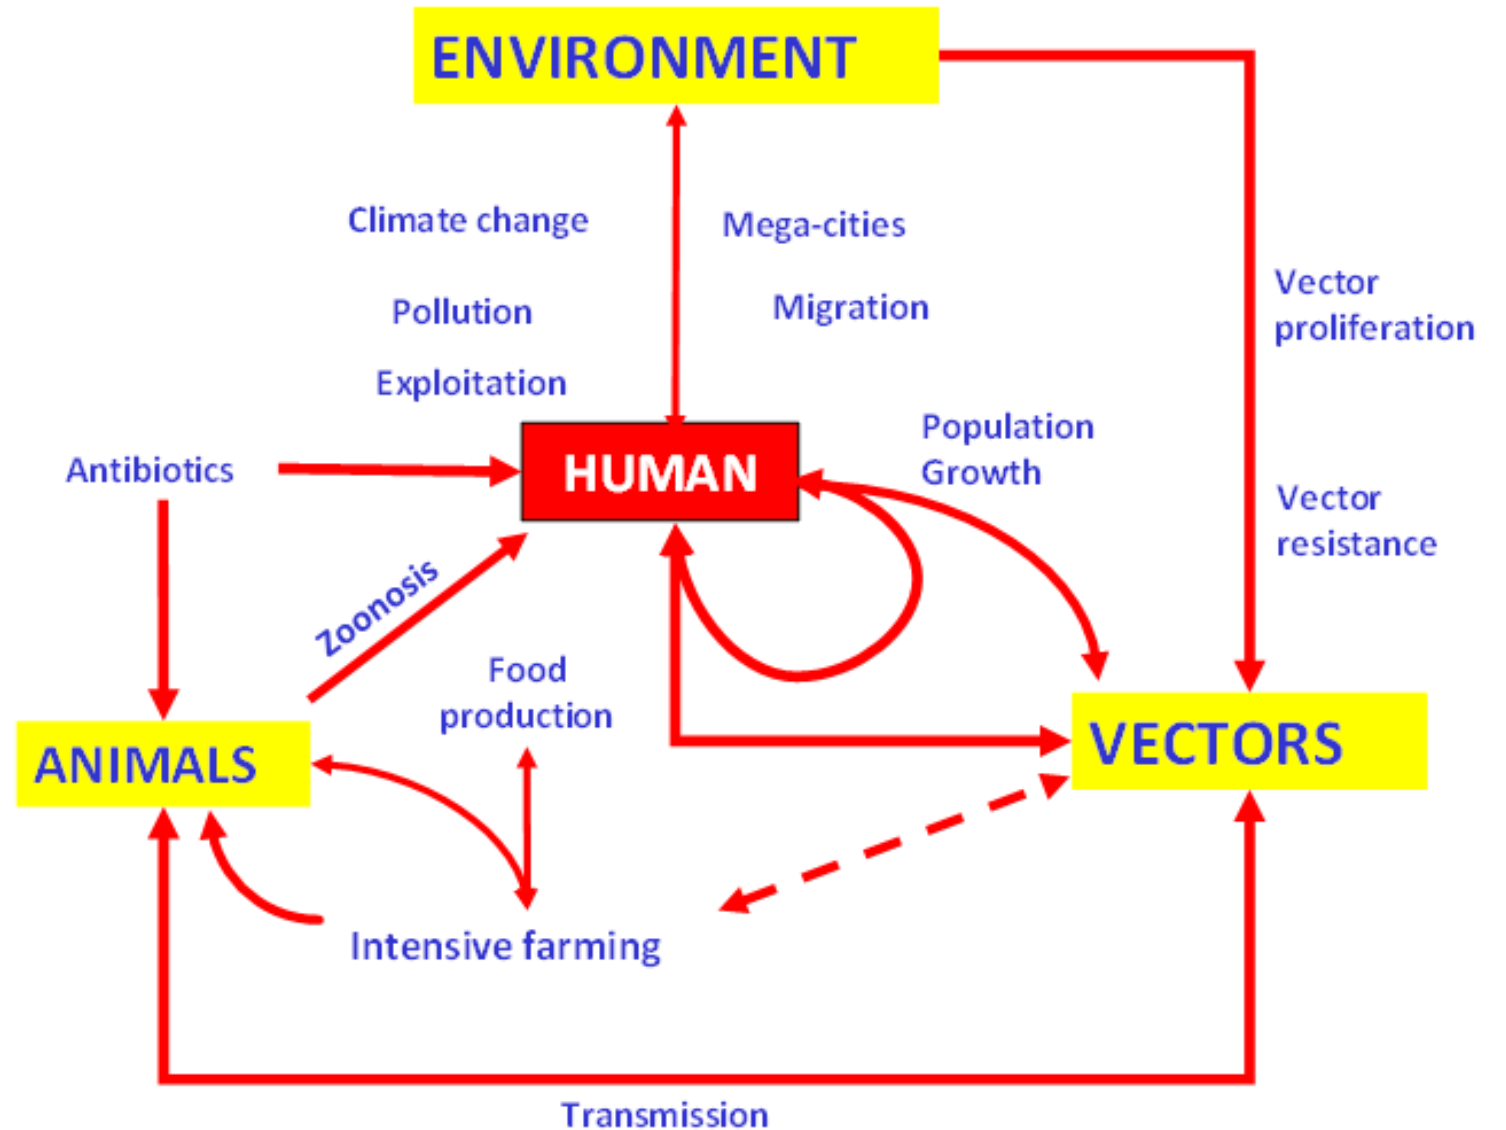 ENVIRONMENT
Climate change
Mega-cities
Pollution
Migration
Exploitation
Vector
proliferation
Population
Growth
Antibiotics
HUMAN
Vector
resistance
Zoonosis
Food
production
ANIMALS
VECTORS
Intensive farming
Transmission